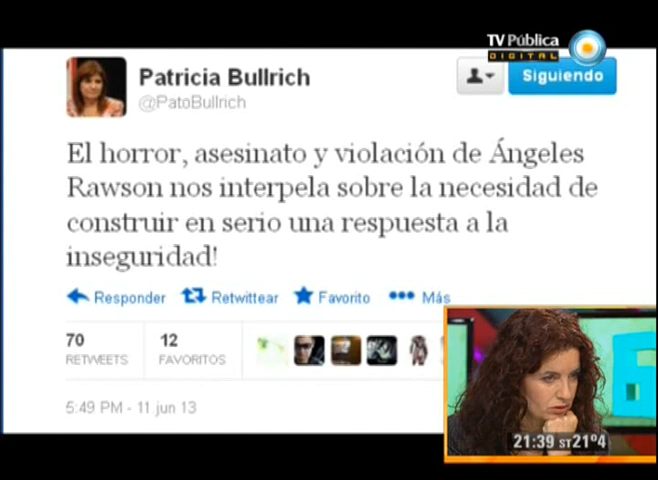 TV Pública
DIGITAL
Patricia Bullrich
@PatoBullrich
Siguiendo
El horror, asesinato y violación de Ángeles
Rawson nos interpela sobre la necesidad de
construir en serio una respuesta a la
inseguridad!
Responder Retwittear Favorito Más
70 12
RETWEETS FAVORITOS
5:49 PM - 11 jun 13
21:39 ST21º4